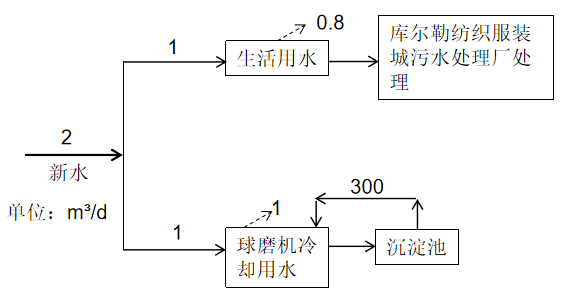 0.8
1
生活用水
库尔勒纺织服装
城污水处理厂处
理
2
新水
单位：m³/d
300
1
1
球磨机冷
却用水
沉淀池